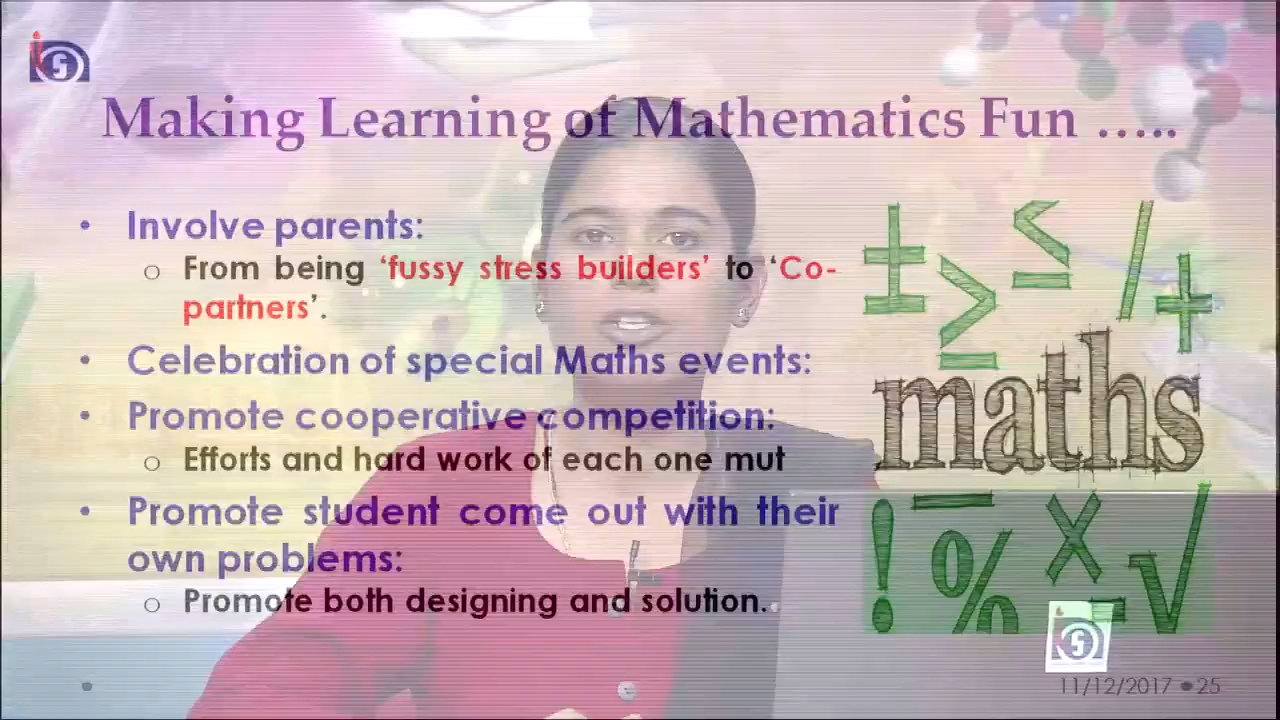 Making Learning of Mathematics Fun …..
• Involve parents:
o From being ‘fussy stress builders’ to ‘Co-
partners’.
• Celebration of special Maths events:
• Promote cooperative competition:
o Efforts and hard work of each one mut
• Promote student come out with their
own problems:
o Promote both designing and solution.
± ≥ ≤ / +
maths
! % × √
11/12/2017 • 25